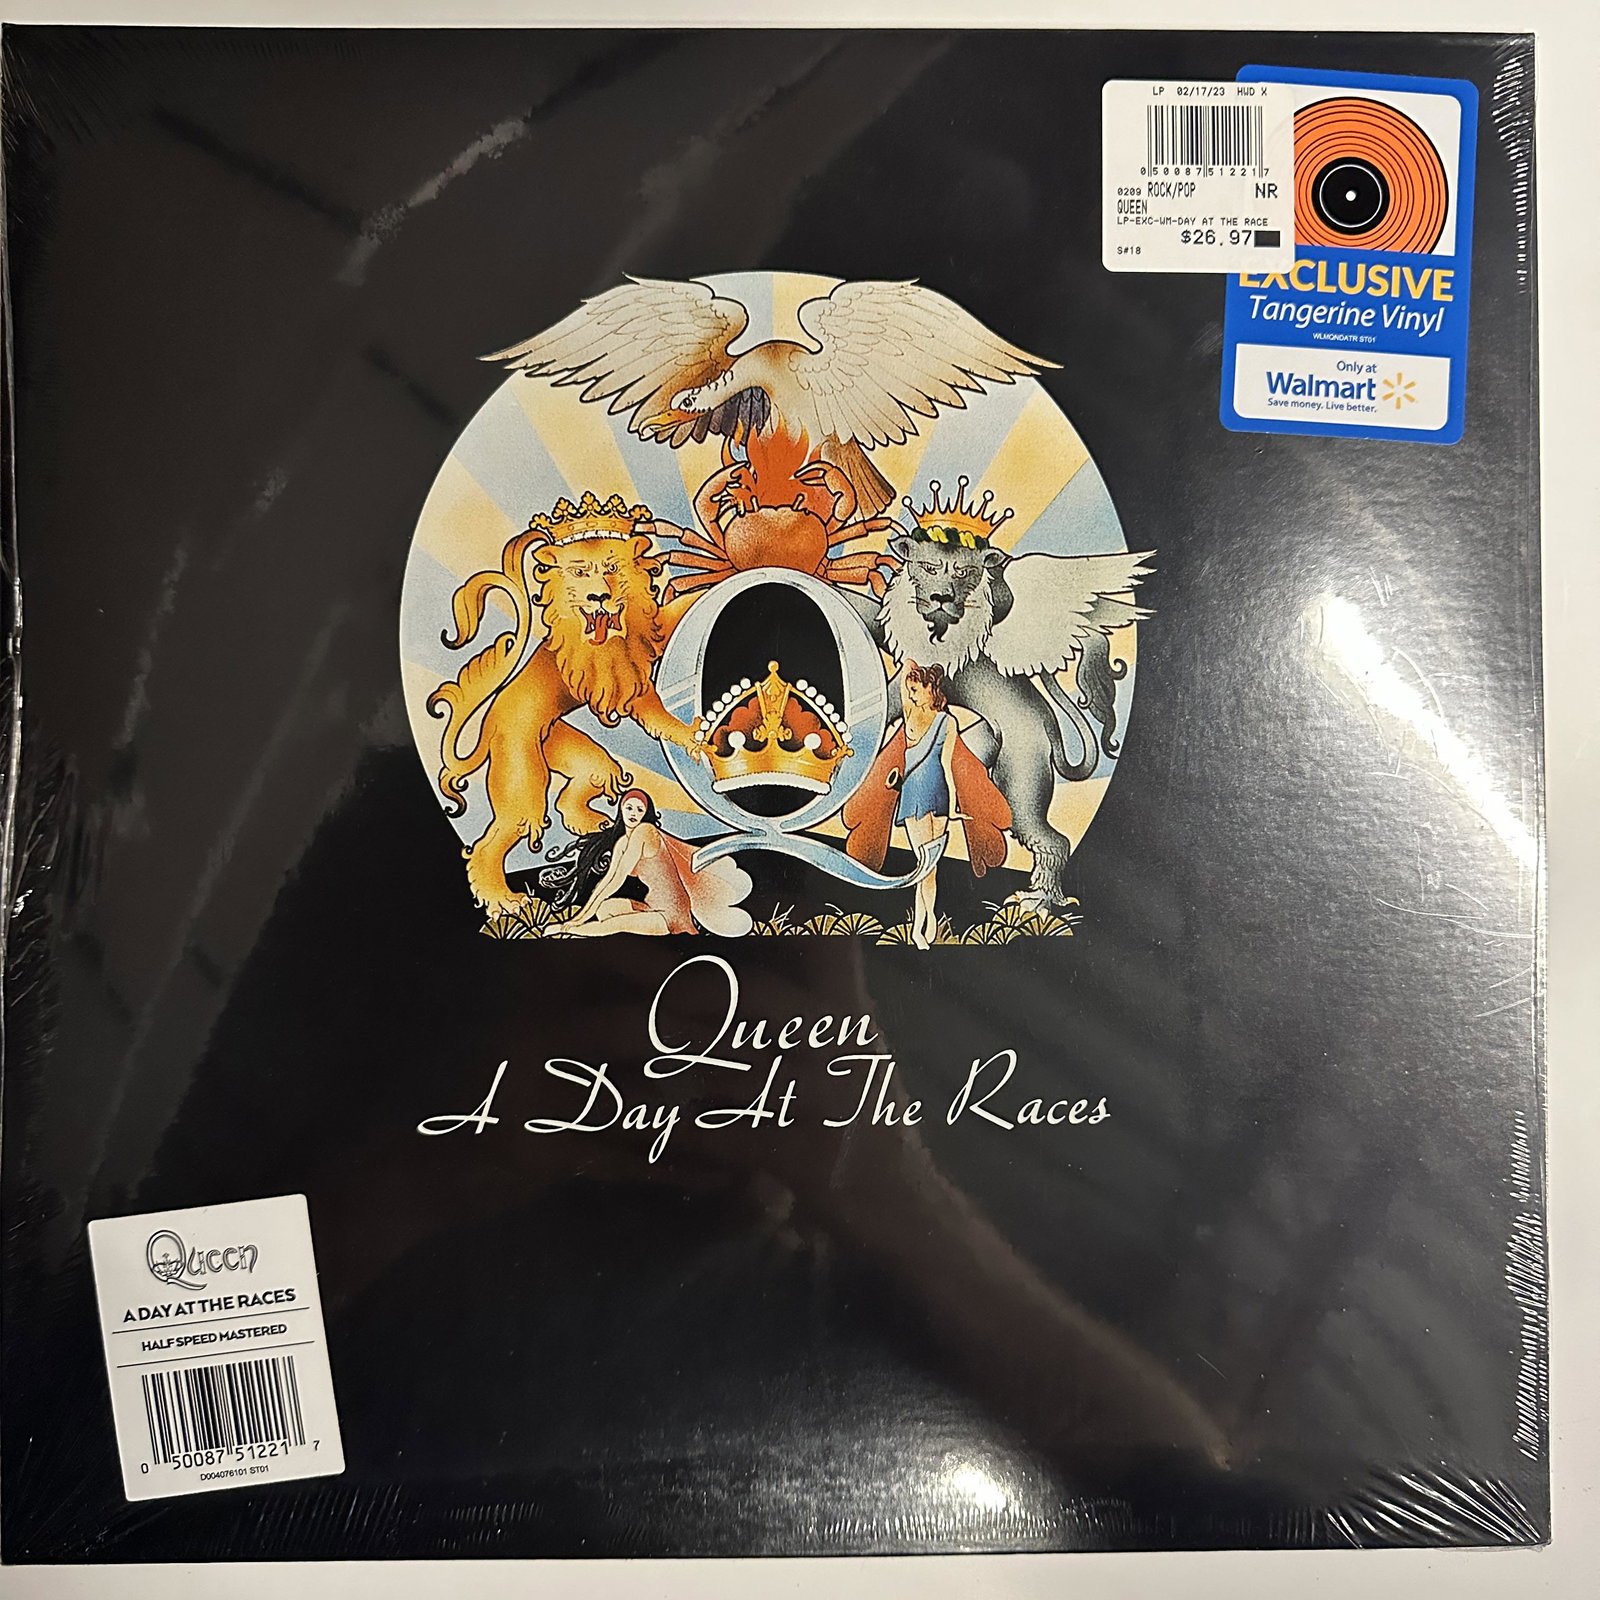 LP 02/17/23 HWD X
0 50087 51221 7
0209 ROCK/POP NR
QUEEN
LP-EXC-WM-DAY AT THE RACE
$26.97
S#18
EXCLUSIVE
Tangerine Vinyl
WLMQNDATR ST01
Only at
Walmart
Save money. Live better.
Queen
A Day At The Races
Queen
A DAY AT THE RACES
HALF SPEED MASTERED
0 50087 51221 7
D004076101 ST01